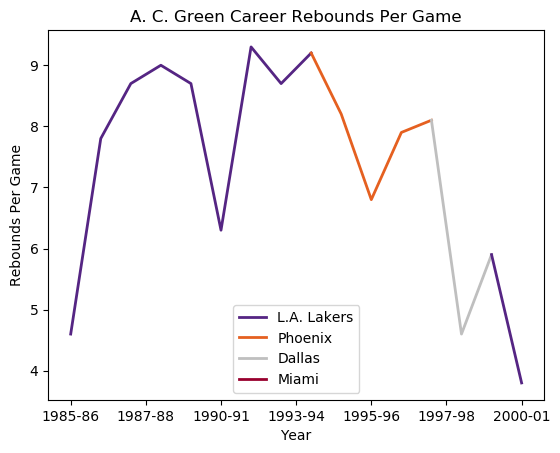 A. C. Green Career Rebounds Per Game
Rebounds Per Game
9
8
7
6
5
4
L.A. Lakers
Phoenix
Dallas
Miami
1985-86 1987-88 1990-91 1993-94 1995-96 1997-98 2000-01
Year